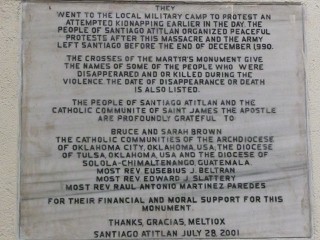 THEY
WENT TO THE LOCAL MILITARY CAMP TO PROTEST AN
ATTEMPTED KIDNAPPING EARLIER IN THE DAY. THE
PEOPLE OF SANTIAGO ATITLAN ORGANIZED PEACEFUL
PROTESTS AFTER THIS MASSACRE AND THE ARMY
LEFT SANTIAGO BEFORE THE END OF DECEMBER 1990.
THE CROSSES OF THE MARTYR'S MONUMENT GIVE
THE NAMES OF SOME OF THE PEOPLE WHO WERE
DISAPPERARED AND OR KILLED DURING THE
VIOLENCE. THE DATE OF DISAPPEARANCE OR DEATH
IS ALSO LISTED.
THE PEOPLE OF SANTIAGO ATITLAN AND THE
CATHOLIC COMMUNITE OF SAINT JAMES THE APOSTLE
ARE PROFOUNDLY GRATEFUL TO
BRUCE AND SARAH BROWN
THE CATHOLIC COMMUNITIES OF THE ARCHDIOCESE
OF OKLAHOMA CITY, OKLAHOMA, USA, THE DIOCESE
OF TULSA, OKLAHOMA, USA AND THE DIOCESE OF
SOLOLA-CHIMALTENANGO, GUATEMALA.
MOST REV. EUSEBIUS J. BELTRAN
MOST REV. EDWARD J. SLATTERY
MOST REV RAUL ANTONIO MARTINEZ PAREDES
FOR THEIR FINANCIAL AND MORAL SUPPORT FOR THIS
MONUMENT.
THANKS, GRACIAS, MELTIOX
SANTIAGO ATITLAN JULY 28, 2001